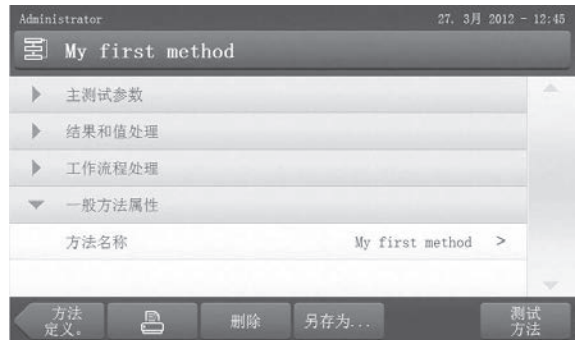 Administrator 27. 3月 2012 - 12:45
My first method
主测试参数
结果和值处理
工作流程处理
一般方法属性
方法名称 My first method >
方法
定义。 删除 另存为... 测试
方法